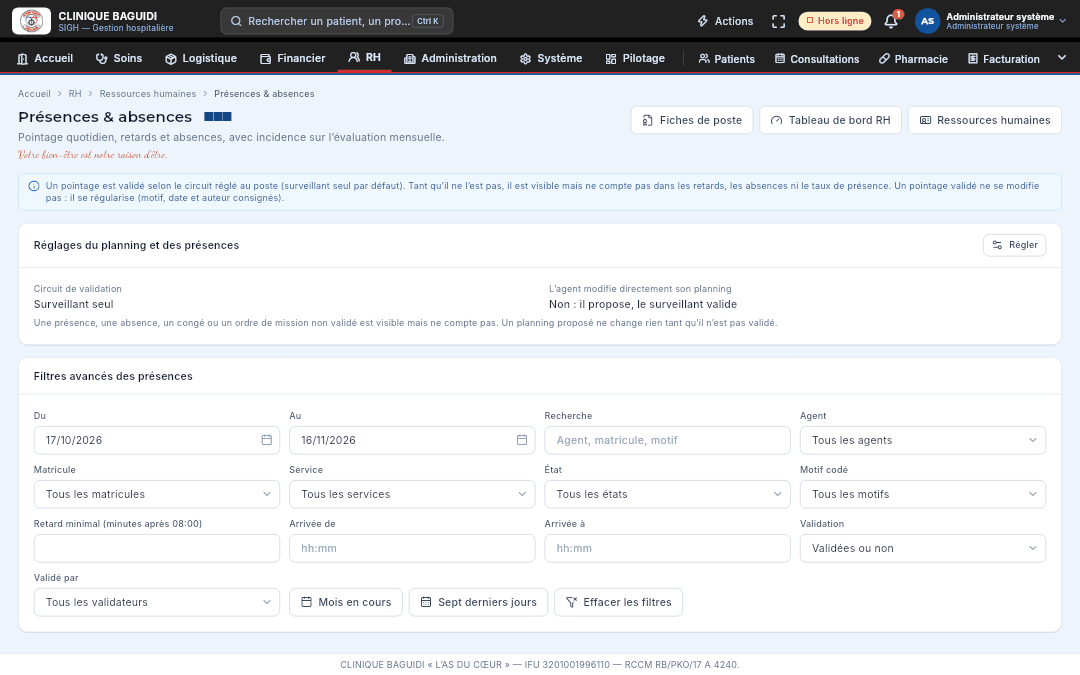 CLINIQUE BAGUIDI
SIGH — Gestion hospitalière
Rechercher un patient, un pro... Ctrl K
Actions
Hors ligne
1
AS
Administrateur système
Administrateur système
Accueil
Soins
Logistique
Financier
RH
Administration
Système
Pilotage
Patients
Consultations
Pharmacie
Facturation
Accueil > RH > Ressources humaines > Présences & absences
Présences & absences
Pointage quotidien, retards et absences, avec incidence sur l'évaluation mensuelle.
Votre bien-être est notre raison d'être.
Fiches de poste
Tableau de bord RH
Ressources humaines
Un pointage est validé selon le circuit réglé au poste (surveillant seul par défaut). Tant qu'il ne l'est pas, il est visible mais ne compte pas dans les retards, les absences ni le taux de présence. Un pointage validé ne se modifie
pas : il se régularise (motif, date et auteur consignés).
Réglages du planning et des présences
Régler
Circuit de validation
Surveillant seul
L'agent modifie directement son planning
Non : il propose, le surveillant valide
Une présence, une absence, un congé ou un ordre de mission non validé est visible mais ne compte pas. Un planning proposé ne change rien tant qu'il n'est pas validé.
Filtres avancés des présences
Du
17/10/2026
Au
16/11/2026
Recherche
Agent, matricule, motif
Agent
Tous les agents
Matricule
Tous les matricules
Service
Tous les services
État
Tous les états
Motif codé
Tous les motifs
Retard minimal (minutes après 08:00)
Arrivée de
hh:mm
Arrivée à
hh:mm
Validation
Validées ou non
Validé par
Tous les validateurs
Mois en cours
Sept derniers jours
Effacer les filtres
CLINIQUE BAGUIDI « L'AS DU CŒUR » — IFU 3201001996110 — RCCM RB/PKO/17 A 4240.